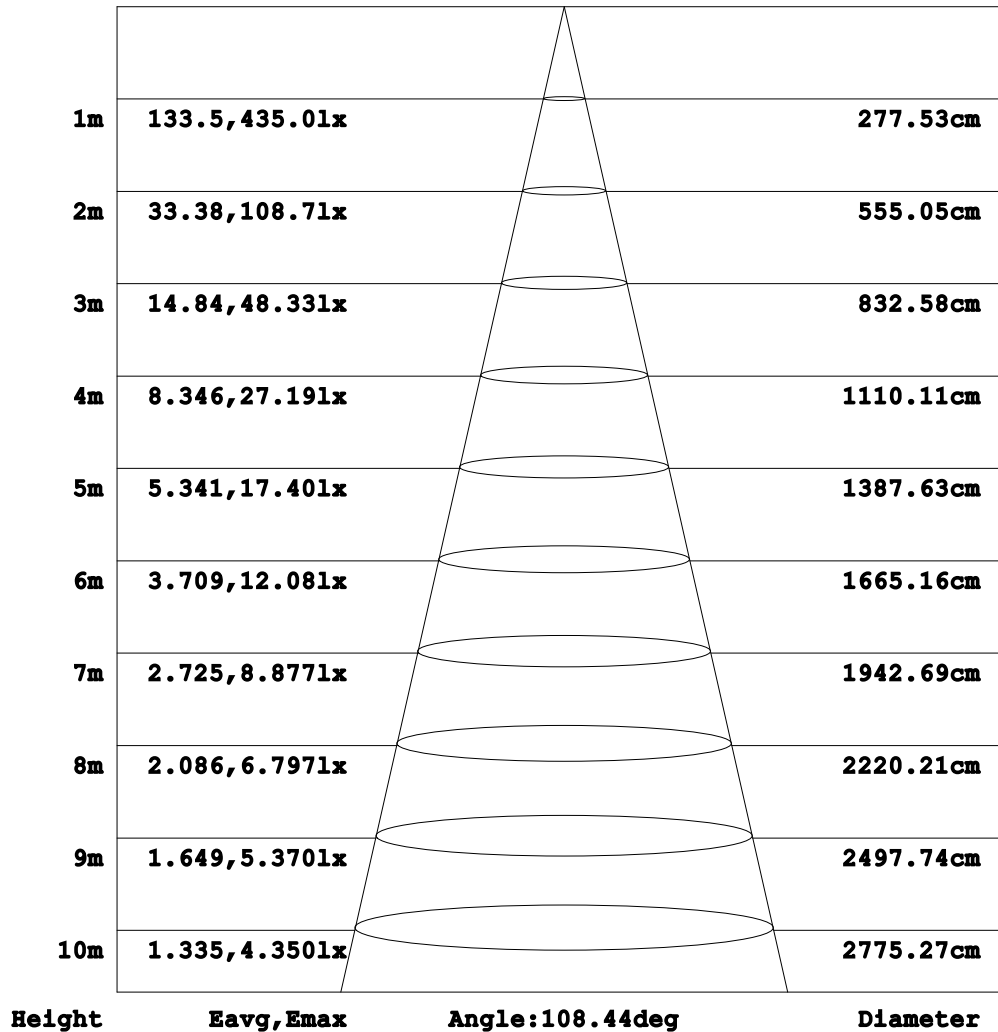 1m 133.5,435.0lx 277.53cm
2m 33.38,108.7lx 555.05cm
3m 14.84,48.33lx 832.58cm
4m 8.346,27.19lx 1110.11cm
5m 5.341,17.40lx 1387.63cm
6m 3.709,12.08lx 1665.16cm
7m 2.725,8.877lx 1942.69cm
8m 2.086,6.797lx 2220.21cm
9m 1.649,5.370lx 2497.74cm
10m 1.335,4.350lx 2775.27cm
Height Eavg,Emax Angle:108.44deg Diameter